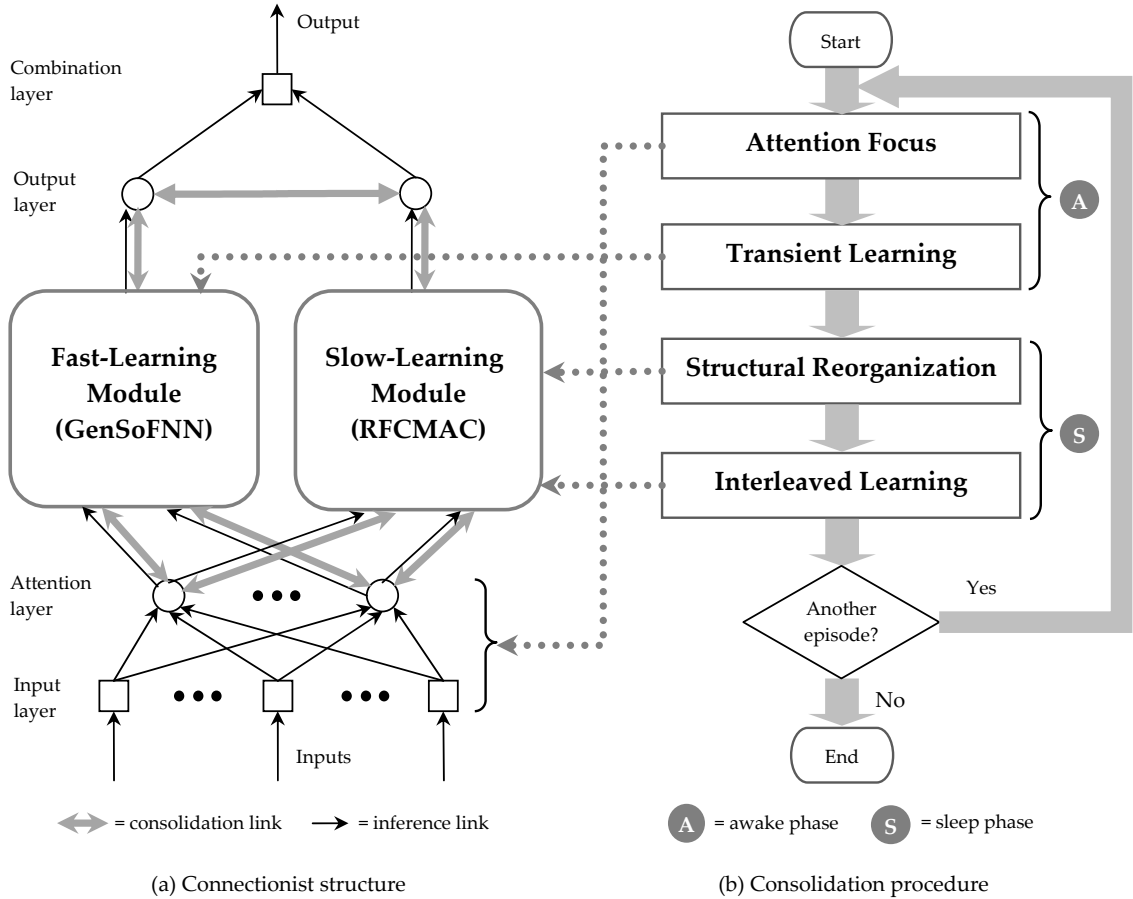 Output
Combination
layer
Output
layer
Fast-Learning
Module
(GenSoFNN)
Slow-Learning
Module
(RFCMAC)
Attention
layer
Input
layer
Inputs
= consolidation link
= inference link
(a) Connectionist structure
Start
Attention Focus
Transient Learning
A
Structural Reorganization
Interleaved Learning
S
Another
episode?
Yes
No
End
A = awake phase
S = sleep phase
(b) Consolidation procedure